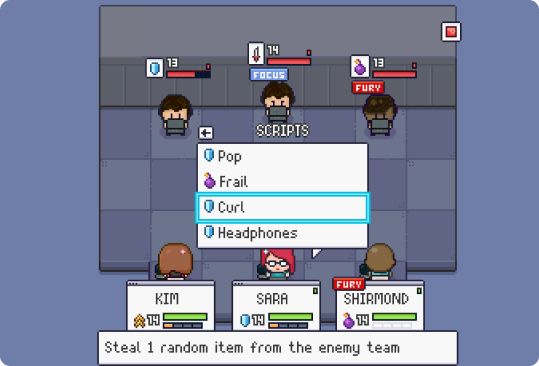 14
13
13
FOCUS
FURY
SCRIPTS
Pop
Frail
Curl
Headphones
FURY
KIM
SARA
SHIRMOND
14
14
14
Steal 1 random item from the enemy team